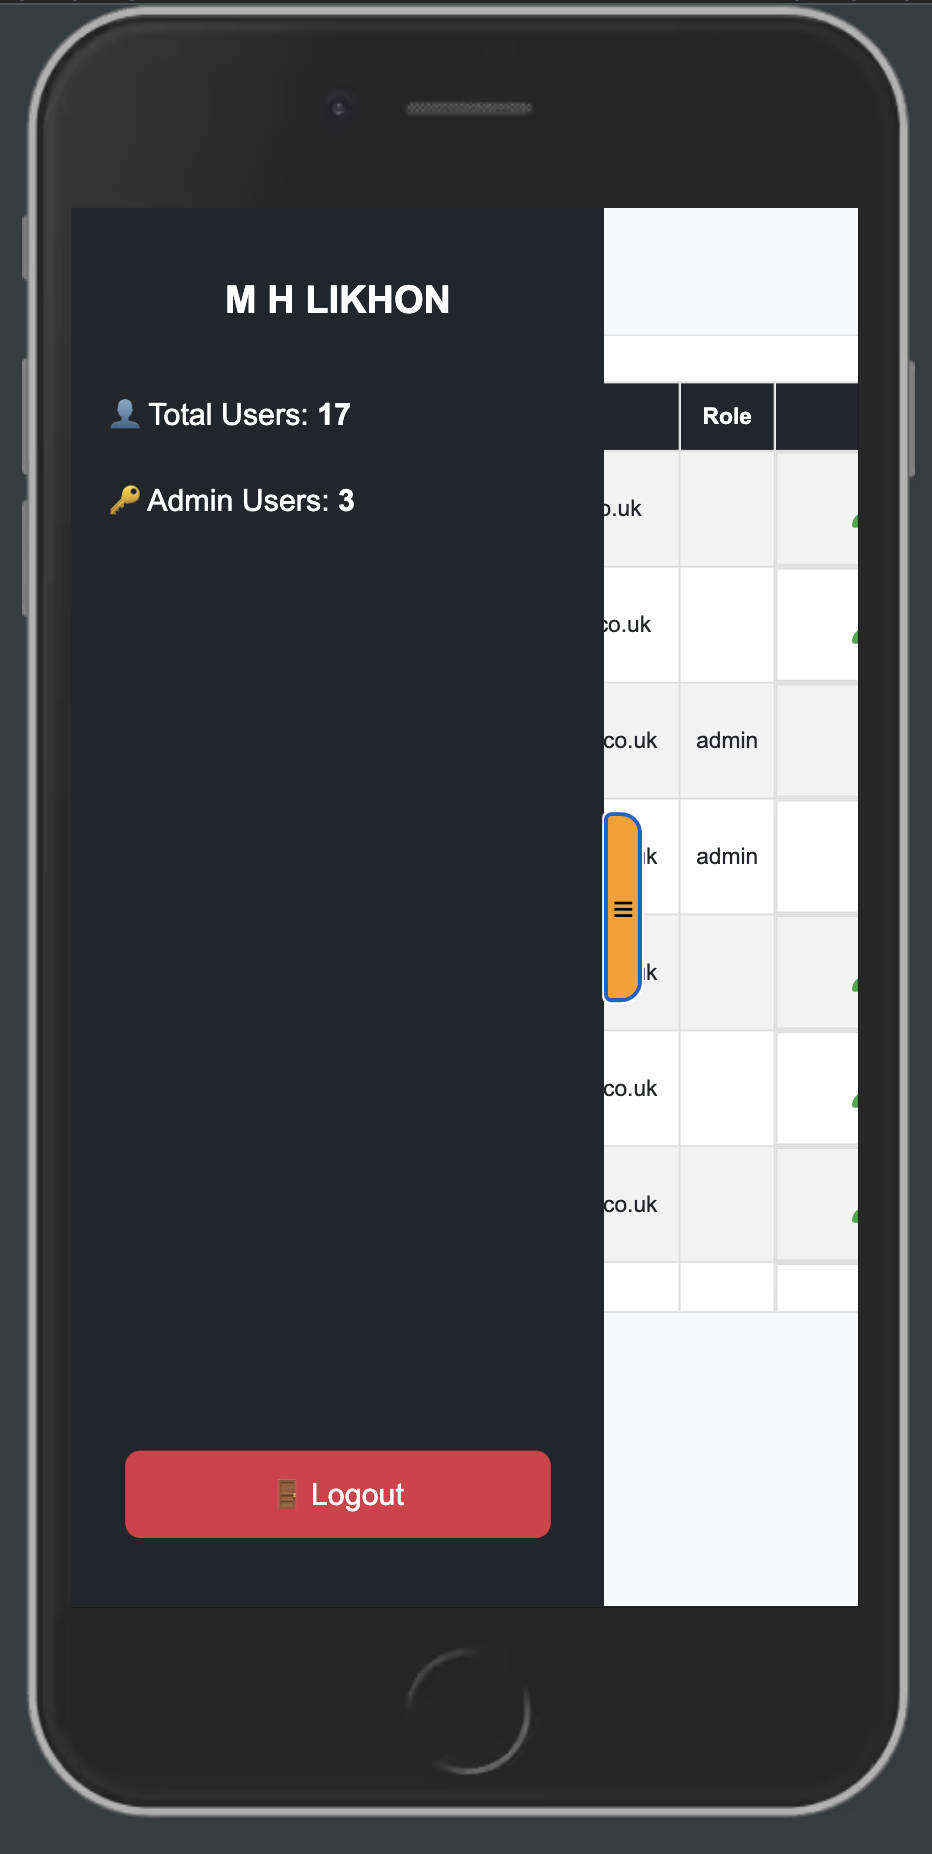 M H LIKHON
👤 Total Users: 17
🔑 Admin Users: 3
🚪 Logout
Role
o.uk
co.uk
co.uk admin
k admin
k
co.uk
co.uk